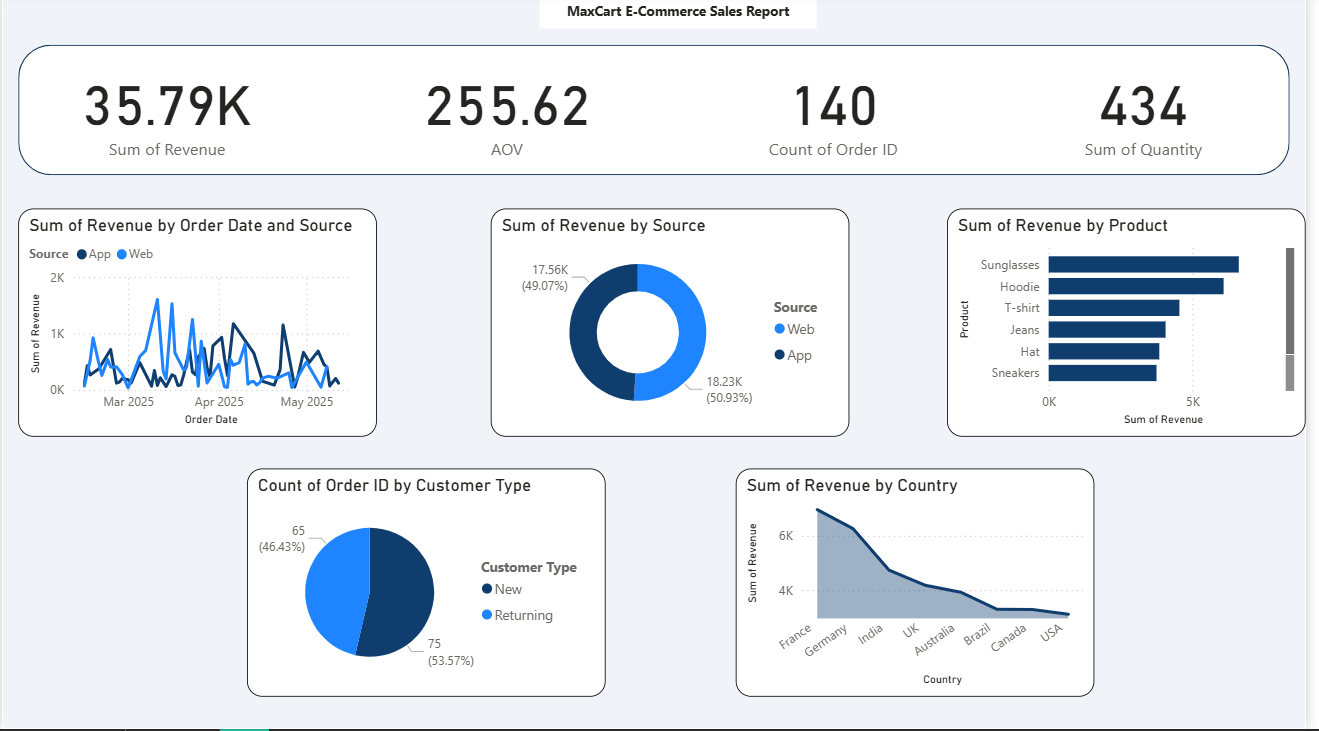 MaxCart E-Commerce Sales Report
35.79K
Sum of Revenue
255.62
AOV
140
Count of Order ID
434
Sum of Quantity
Sum of Revenue by Order Date and Source
Source App Web
Sum of Revenue
2K
1K
0K
Mar 2025 Apr 2025 May 2025
Order Date
Sum of Revenue by Source
17.56K
(49.07%)
18.23K
(50.93%)
Source
Web
App
Sum of Revenue by Product
Product
Sunglasses
Hoodie
T-shirt
Jeans
Hat
Sneakers
0K 5K
Sum of Revenue
Count of Order ID by Customer Type
65
(46.43%)
75
(53.57%)
Customer Type
New
Returning
Sum of Revenue by Country
Sum of Revenue
6K
4K
France Germany India UK Australia Brazil Canada USA
Country